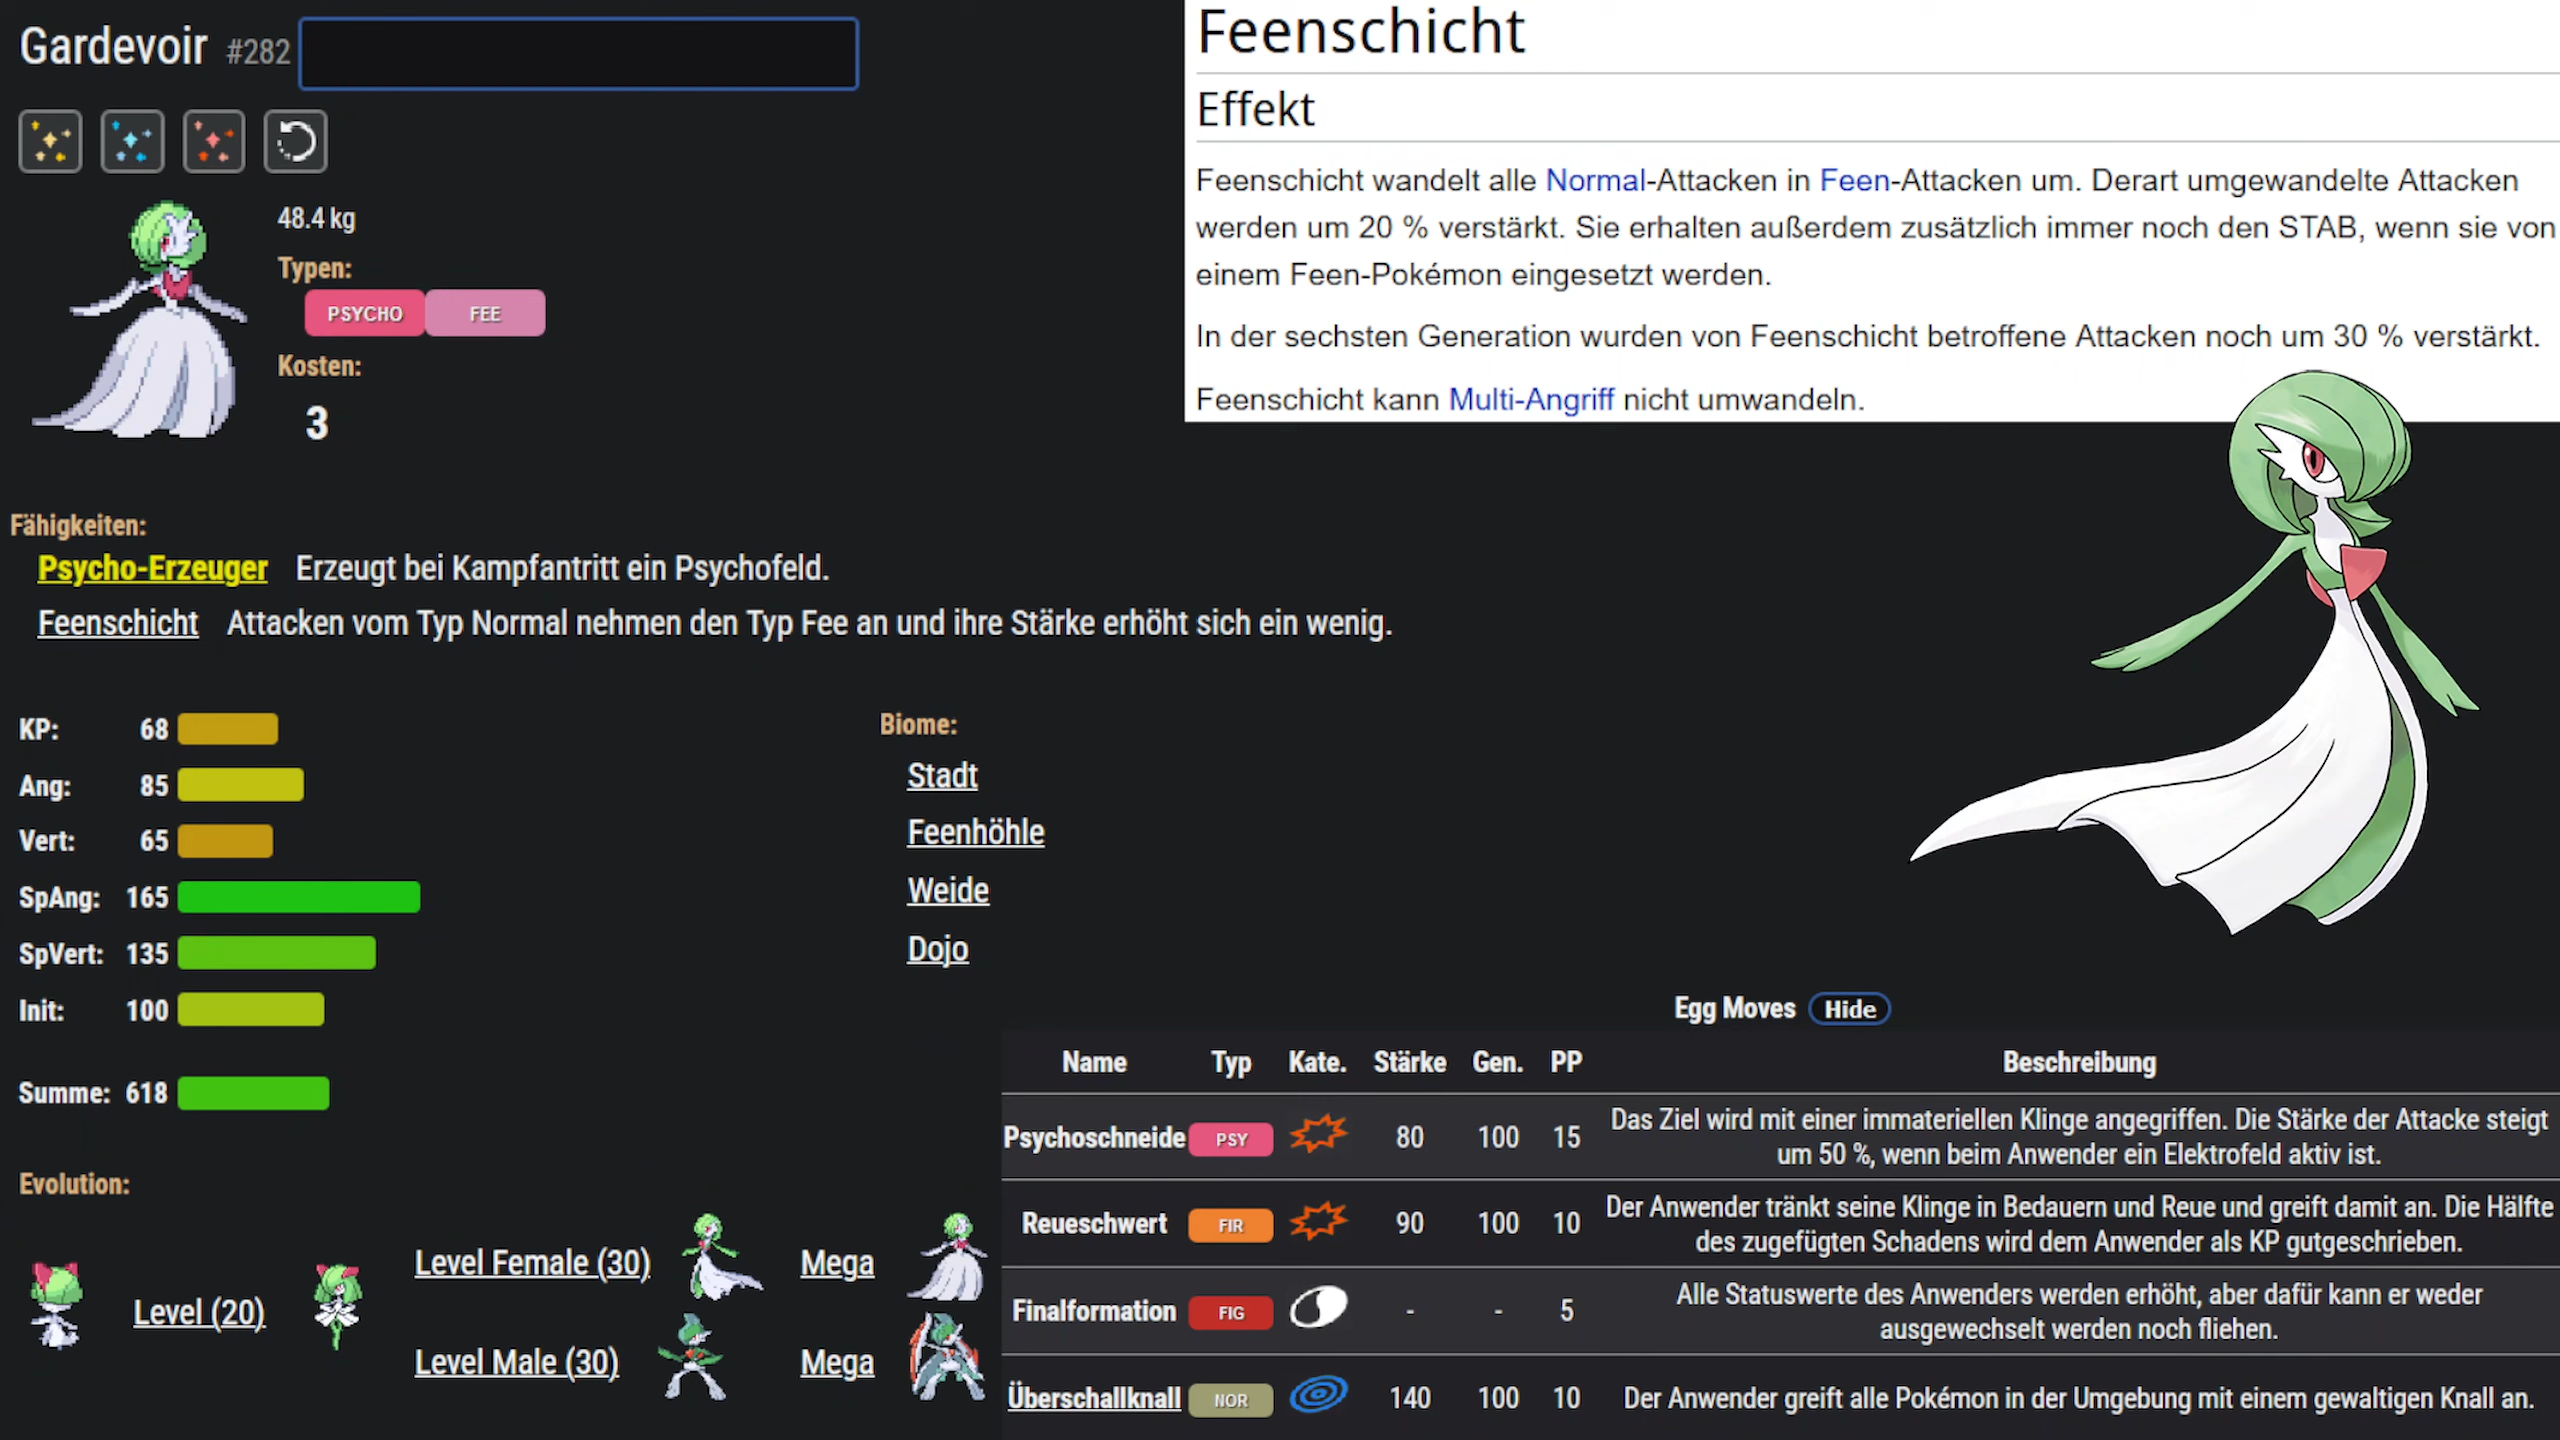 Gardevoir #282
48.4 kg
Typen:
PSYCHO FEE
Kosten:
3
Feenschicht
Effekt
Feenschicht wandelt alle Normal-Attacken in Feen-Attacken um. Derart umgewandelte Attacken
werden um 20 % verstärkt. Sie erhalten außerdem zusätzlich immer noch den STAB, wenn sie von
einem Feen-Pokémon eingesetzt werden.
In der sechsten Generation wurden von Feenschicht betroffene Attacken noch um 30 % verstärkt.
Feenschicht kann Multi-Angriff nicht umwandeln.
Fähigkeiten:
Psycho-Erzeuger Erzeugt bei Kampfantritt ein Psychofeld.
Feenschicht Attacken vom Typ Normal nehmen den Typ Fee an und ihre Stärke erhöht sich ein wenig.
KP: 68
Ang: 85
Vert: 65
SpAng: 165
SpVert: 135
Init: 100
Summe: 618
Biome:
Stadt
Feenhöhle
Weide
Dojo
Evolution:
Level (20)
Level Female (30) Mega
Level Male (30) Mega
Egg Moves Hide
Name Typ Kate. Stärke Gen. PP Beschreibung
Psychoschneide PSY 80 100 15 Das Ziel wird mit einer immateriellen Klinge angegriffen. Die Stärke der Attacke steigt
um 50 %, wenn beim Anwender ein Elektrofeld aktiv ist.
Reueschwert FIR 90 100 10 Der Anwender tränkt seine Klinge in Bedauern und Reue und greift damit an. Die Hälfte
des zugefügten Schadens wird dem Anwender als KP gutgeschrieben.
Finalformation FIG - - 5 Alle Statuswerte des Anwenders werden erhöht, aber dafür kann er weder
ausgewechselt werden noch fliehen.
Überschallknall NOR 140 100 10 Der Anwender greift alle Pokémon in der Umgebung mit einem gewaltigen Knall an.